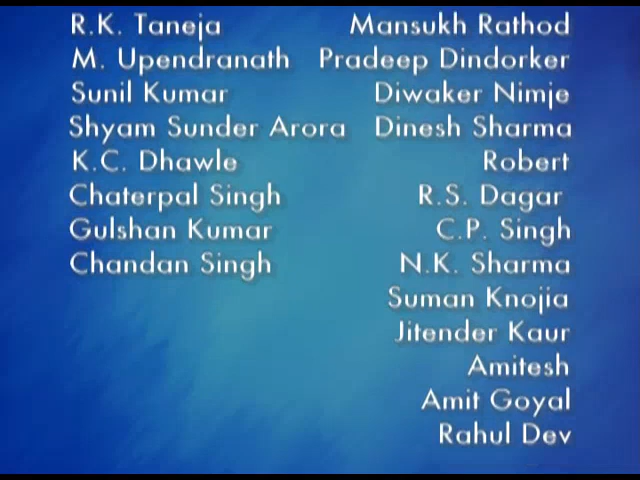 R.K. Taneja Mansukh Rathod
M. Upendranath Pradeep Dindorker
Sunil Kumar Diwaker Nimje
Shyam Sunder Arora Dinesh Sharma
K.C. Dhawle Robert
Chaterpal Singh R.S. Dagar
Gulshan Kumar C.P. Singh
Chandan Singh N.K. Sharma
Suman Knojia
Jitender Kaur
Amitesh
Amit Goyal
Rahul Dev